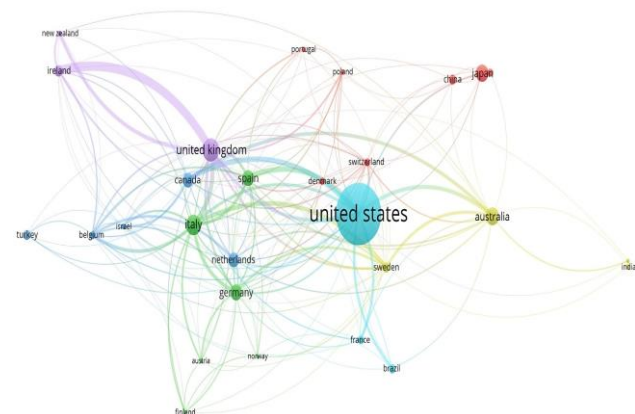 new zealand
portugal
ireland
poland
china
japan
united kingdom
switzerland
canada
spain
denmark
united states
australia
italy
israel
turkey
belgium
netherlands
sweden
india
germany
france
austria
norway
brazil
finland